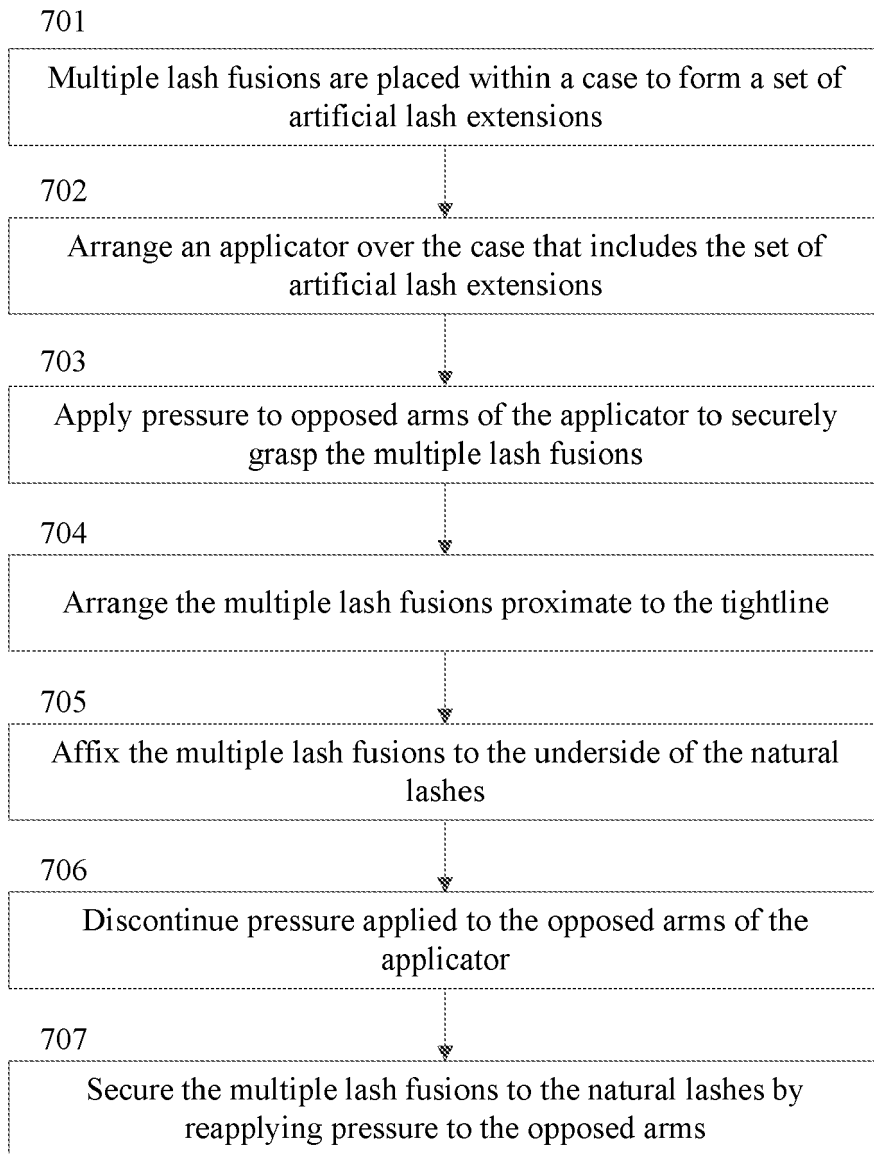 701
Multiple lash fusions are placed within a case to form a set of
artificial lash extensions
702
Arrange an applicator over the case that includes the set of
artificial lash extensions
703
Apply pressure to opposed arms of the applicator to securely
grasp the multiple lash fusions
704
Arrange the multiple lash fusions proximate to the tightline
705
Affix the multiple lash fusions to the underside of the natural
lashes
706
Discontinue pressure applied to the opposed arms of the
applicator
707
Secure the multiple lash fusions to the natural lashes by
reapplying pressure to the opposed arms